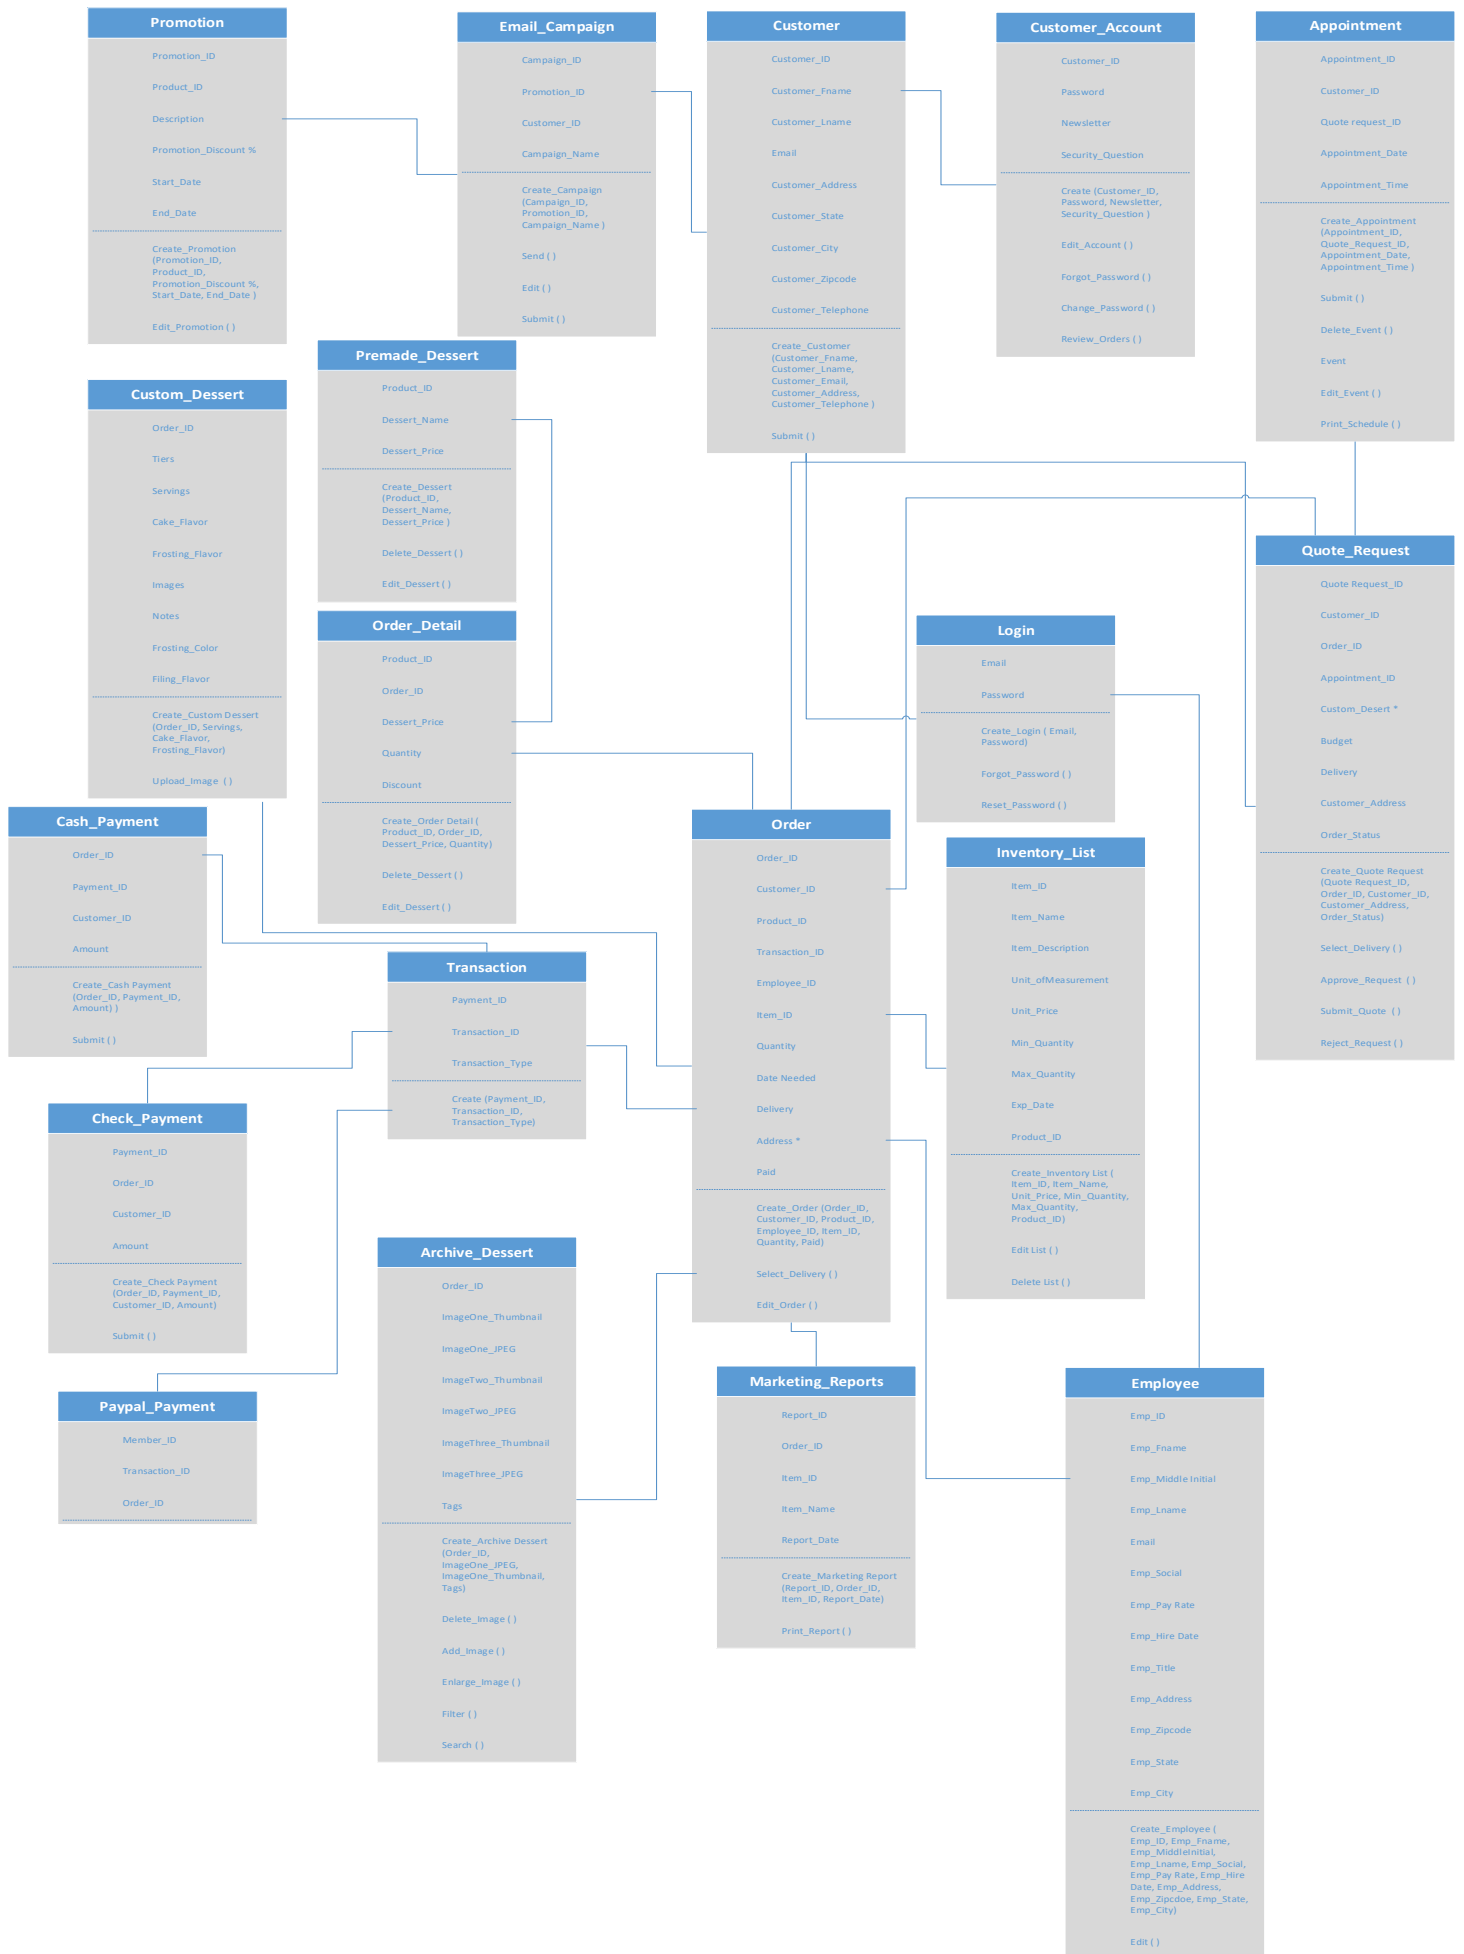 Promotion
Promotion_ID
Product_ID
Description
Promotion_Discount %
Start_Date
End_Date
Create_Promotion
(Promotion_ID,
Product_ID,
Promotion_Discount %,
Start_Date, End_Date )
Edit_Promotion ( )
Email_Campaign
Campaign_ID
Promotion_ID
Customer_ID
Campaign_Name
Create_Campaign
(Campaign_ID,
Promotion_ID,
Campaign_Name )
Send ( )
Edit ( )
Submit ( )
Customer
Customer_ID
Customer_Fname
Customer_Lname
Email
Customer_Address
Customer_State
Customer_City
Customer_Zipcode
Customer_Telephone
Create_Customer
(Customer_Fname,
Customer_Lname,
Customer_Email,
Customer_Address,
Customer_Telephone )
Submit ( )
Customer_Account
Customer_ID
Password
Newsletter
Security_Question
Create (Customer_ID,
Password, Newsletter,
Security_Question )
Edit_Account ( )
Forgot_Password ( )
Change_Password ( )
Review_Orders ( )
Appointment
Appointment_ID
Customer_ID
Quote request_ID
Appointment_Date
Appointment_Time
Create_Appointment
(Appointment_ID,
Quote_Request_ID,
Appointment_Date,
Appointment_Time )
Submit ( )
Delete_Event ( )
Event
Edit_Event ( )
Print_Schedule ( )
Premade_Dessert
Product_ID
Dessert_Name
Dessert_Price
Create_Dessert
(Product_ID,
Dessert_Name,
Dessert_Price )
Delete_Dessert ( )
Edit_Dessert ( )
Custom_Dessert
Order_ID
Tiers
Servings
Cake_Flavor
Frosting_Flavor
Images
Notes
Frosting_Color
Filing_Flavor
Create_Custom Dessert
(Order_ID, Servings,
Cake_Flavor,
Frosting_Flavor)
Upload_Image ( )
Order_Detail
Product_ID
Order_ID
Dessert_Price
Quantity
Discount
Create_Order Detail (
Product_ID, Order_ID,
Dessert_Price, Quantity)
Delete_Dessert ( )
Edit_Dessert ( )
Quote_Request
Quote Request_ID
Customer_ID
Order_ID
Appointment_ID
Custom_Desert *
Budget
Delivery
Customer_Address
Order_Status
Create_Quote Request
(Quote Request_ID,
Order_ID, Customer_ID,
Customer_Address,
Order_Status)
Select_Delivery ( )
Approve_Request ( )
Submit_Quote ( )
Reject_Request ( )
Login
Email
Password
Create_Login ( Email,
Password)
Forgot_Password ( )
Reset_Password ( )
Cash_Payment
Order_ID
Payment_ID
Customer_ID
Amount
Create_Cash Payment
(Order_ID, Payment_ID,
Amount) )
Submit ( )
Order
Order_ID
Customer_ID
Product_ID
Transaction_ID
Employee_ID
Item_ID
Quantity
Date Needed
Delivery
Address *
Paid
Create_Order (Order_ID,
Customer_ID, Product_ID,
Employee_ID, Item_ID,
Quantity, Paid)
Select_Delivery ( )
Edit_Order ( )
Inventory_List
Item_ID
Item_Name
Item_Description
Unit_ofMeasurement
Unit_Price
Min_Quantity
Max_Quantity
Exp_Date
Product_ID
Create_Inventory List (
Item_ID, Item_Name,
Unit_Price, Min_Quantity,
Max_Quantity,
Product_ID)
Edit List ( )
Delete List ( )
Transaction
Payment_ID
Transaction_ID
Transaction_Type
Create (Payment_ID,
Transaction_ID,
Transaction_Type)
Check_Payment
Payment_ID
Order_ID
Customer_ID
Amount
Create_Check Payment
(Order_ID, Payment_ID,
Customer_ID, Amount)
Submit ( )
Archive_Dessert
Order_ID
ImageOne_Thumbnail
ImageOne_JPEG
ImageTwo_Thumbnail
ImageTwo_JPEG
ImageThree_Thumbnail
ImageThree_JPEG
Tags
Create_Archive Dessert
(Order_ID,
ImageOne_JPEG,
ImageOne_Thumbnail,
Tags)
Delete_Image ( )
Add_Image ( )
Enlarge_Image ( )
Filter ( )
Search ( )
Paypal_Payment
Member_ID
Transaction_ID
Order_ID
Marketing_Reports
Report_ID
Order_ID
Item_ID
Item_Name
Report_Date
Create_Marketing Report
(Report_ID, Order_ID,
Item_ID, Report_Date)
Print_Report ( )
Employee
Emp_ID
Emp_Fname
Emp_Middle Initial
Emp_Lname
Email
Emp_Social
Emp_Pay Rate
Emp_Hire Date
Emp_Title
Emp_Address
Emp_Zipcode
Emp_State
Emp_City
Create_Employee (
Emp_ID, Emp_Fname,
Emp_MiddleInitial,
Emp_Lname, Emp_Social,
Emp_Pay Rate, Emp_Hire
Date, Emp_Address,
Emp_Zipcdoe, Emp_State,
Emp_City)
Edit ( )